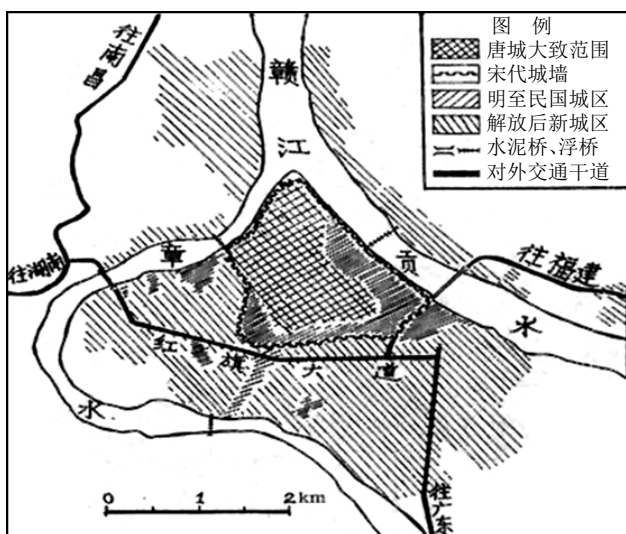 图 例
唐城大致范围
宋代城墙
明至民国城区
解放后新城区
水泥桥、浮桥
对外交通干道
往南昌
赣江
往湖南
章
贡
往福建
水
红旗大道
水
往广东
0 1 2 km